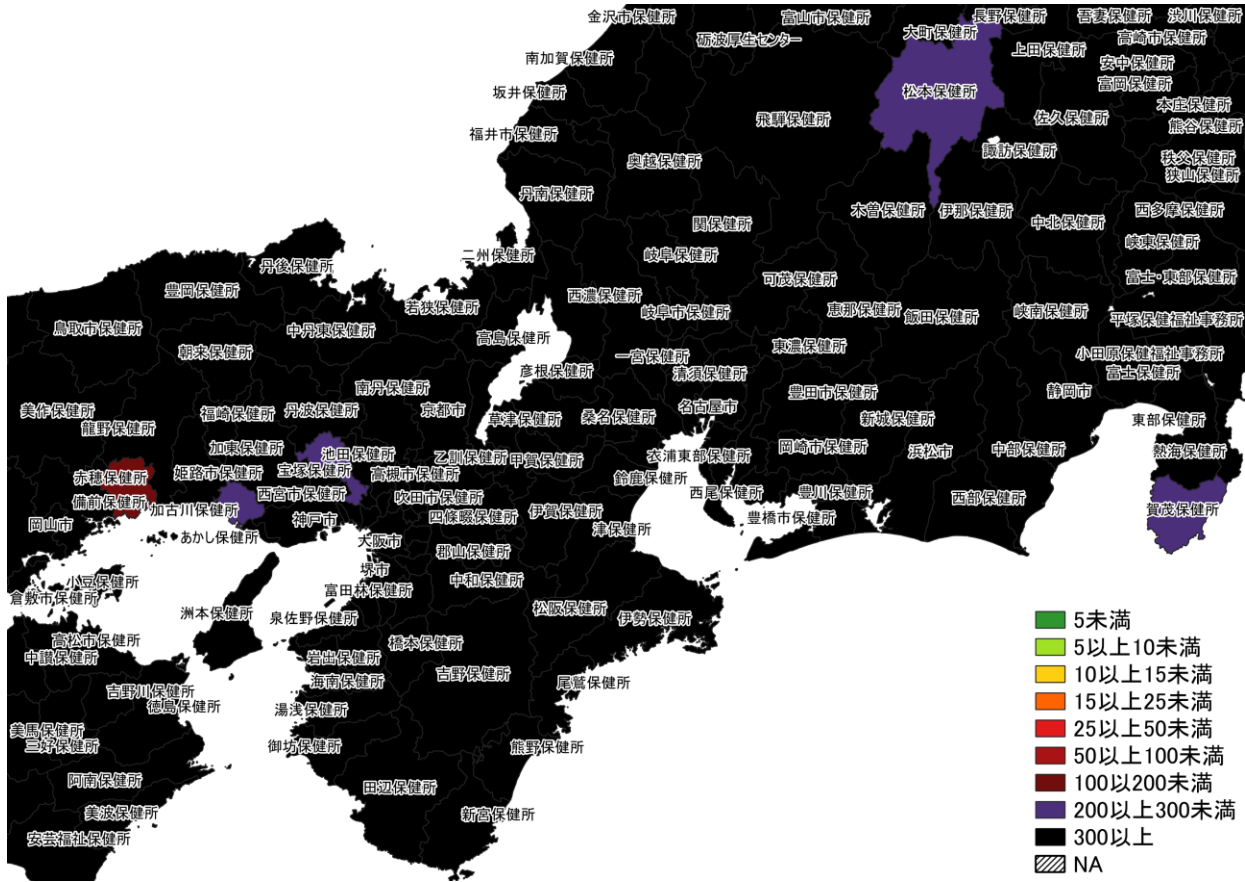 金沢市保健所
富山市保健所
長野保健所
吾妻保健所
渋川保健所
砺波厚生センター
大町保健所
高崎市保健所
南加賀保健所
上田保健所
安中保健所
富岡保健所
坂井保健所
松本保健所
本庄保健所
飛騨保健所
佐久保健所
熊谷保健所
福井市保健所
諏訪保健所
奥越保健所
秩父保健所
狭山保健所
丹南保健所
木曽保健所
伊那保健所
中北保健所
西多摩保健所
関保健所
峡東保健所
二州保健所
岐阜保健所
丹後保健所
可茂保健所
富士・東部保健所
豊岡保健所
西濃保健所
若狭保健所
岐阜市保健所
恵那保健所
飯田保健所
峡南保健所
平塚保健福祉事務所
鳥取市保健所
中丹東保健所
高島保健所
朝来保健所
一宮保健所
東濃保健所
小田原保健福祉事務所
彦根保健所
清須保健所
富士保健所
南丹保健所
豊田市保健所
静岡市
美作保健所
福崎保健所
丹波保健所
京都市
草津保健所
桑名保健所
名古屋市
新城保健所
東部保健所
龍野保健所
加東保健所
池田保健所
乙訓保健所
甲賀保健所
衣浦東部保健所
岡崎市保健所
浜松市
中部保健所
熱海保健所
赤穂保健所
姫路市保健所
宝塚保健所
高槻市保健所
鈴鹿保健所
西宮市保健所
吹田市保健所
西尾保健所
豊川保健所
西部保健所
備前保健所
加古川保健所
岡山市
神戸市
四條畷保健所
伊賀保健所
津保健所
豊橋市保健所
賀茂保健所
あかし保健所
大阪市
郡山保健所
堺市
中和保健所
小豆保健所
倉敷市保健所
洲本保健所
富田林保健所
泉佐野保健所
松阪保健所
伊勢保健所
高松市保健所
中讃保健所
橋本保健所
岩出保健所
吉野保健所
海南保健所
尾鷲保健所
吉野川保健所
徳島保健所
湯浅保健所
美馬保健所
三好保健所
御坊保健所
熊野保健所
阿南保健所
田辺保健所
美波保健所
新宮保健所
安芸福祉保健所
5未満
5以上10未満
10以上15未満
15以上25未満
25以上50未満
50以上100未満
100以200未満
200以上300未満
300以上
NA